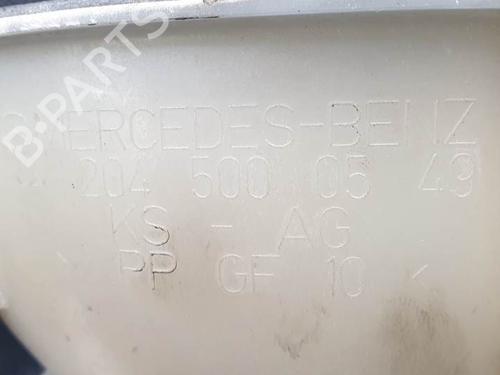 B-PARTS
MERCEDES-BENZ
204 500 05 49
KS - AG
> PP GF 10 <